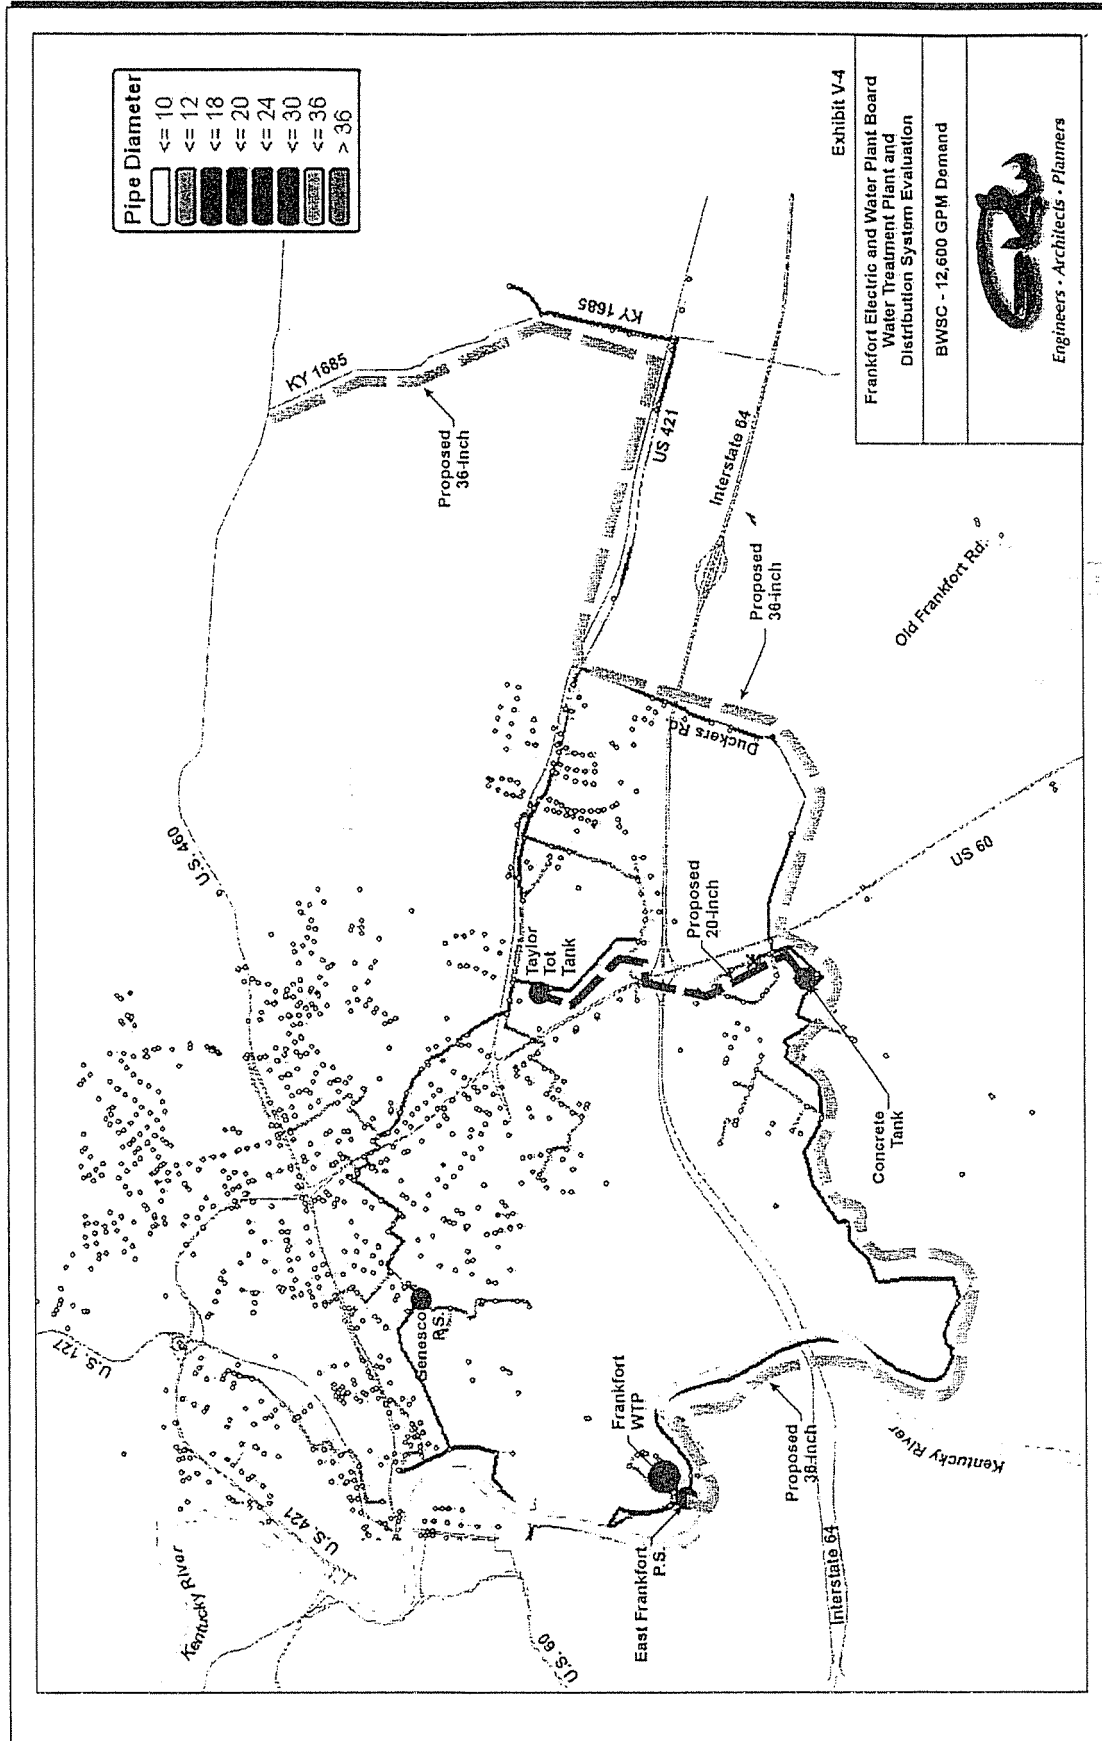 Pipe Diameter
<= 10
<= 12
<= 18
<= 20
<= 24
<= 30
<= 36
> 36
Exhibit V-4
Frankfort Electric and Water Plant Board
Water Treatment Plant and
Distribution System Evaluation
BWSC - 12,600 GPM Demand
Engineers • Architects • Planners
KY 1685
KY 1685
Proposed
36-Inch
US 421
Interstate 64
Proposed
36-Inch
Old Frankfort Rd.
Duckers Rd
U.S. 460
US 60
Proposed
20-Inch
Taylor
Tot
Tank
Concrete
Tank
U.S. 127
Genesco
P.S.
Frankfort
WTP
Proposed
36-Inch
Kentucky River
U.S. 421
Kentucky River
East Frankfort
P.S.
Interstate 64
U.S. 60